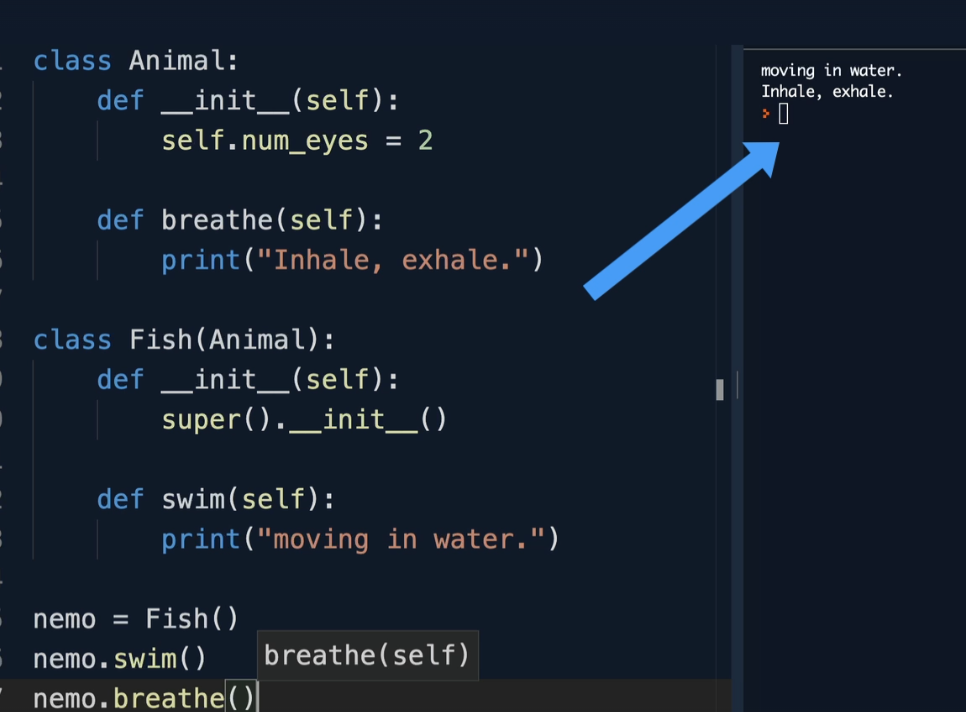 class Animal:
    def __init__(self):
        self.num_eyes = 2
    def breathe(self):
        print("Inhale, exhale.")
class Fish(Animal):
    def __init__(self):
        super().__init__()
    def swim(self):
        print("moving in water.")
nemo = Fish()
nemo.swim()
breathe(self)
nemo.breathe()
moving in water.
Inhale, exhale.